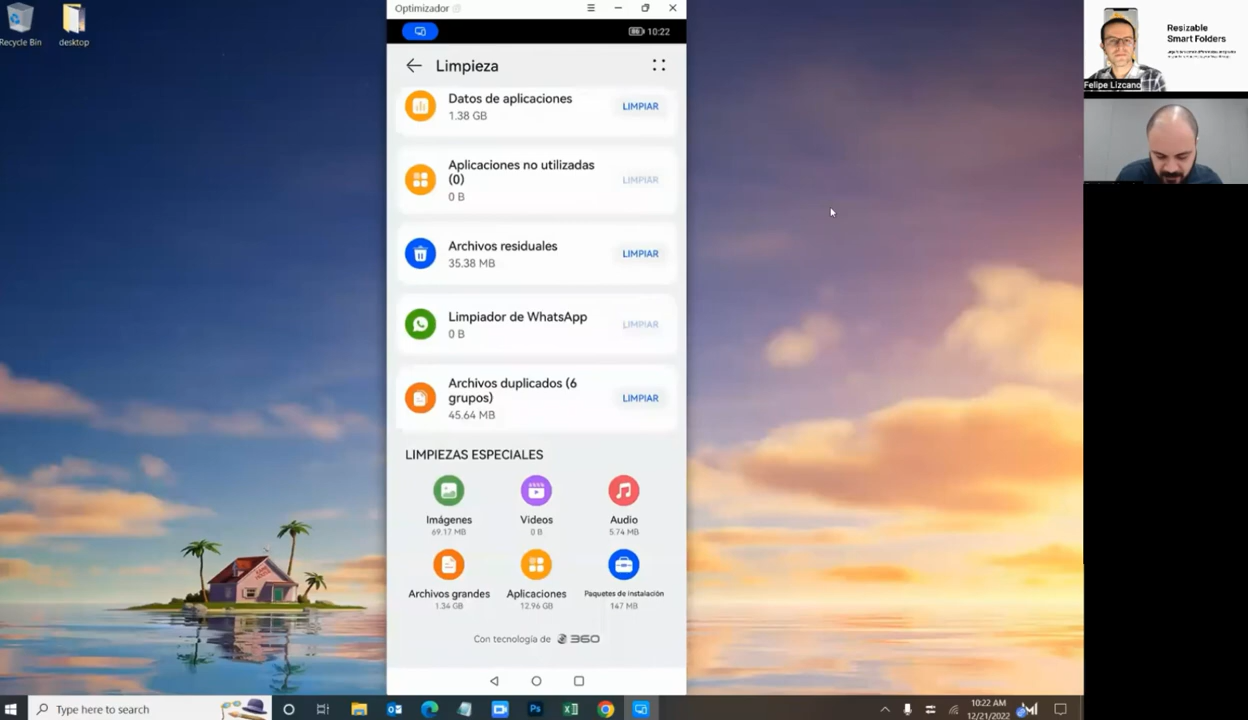 Recycle Bin
desktop
Optimizador
10:22
Limpieza
Datos de aplicaciones
1.38 GB
LIMPIAR
Aplicaciones no utilizadas
(0)
0 B
LIMPIAR
Archivos residuales
35.38 MB
LIMPIAR
Limpiador de WhatsApp
0 B
LIMPIAR
Archivos duplicados (6
grupos)
45.64 MB
LIMPIAR
LIMPIEZAS ESPECIALES
Imágenes
69.17 MB
Videos
0 B
Audio
5.74 MB
Archivos grandes
1.34 GB
Aplicaciones
12.96 GB
Paquetes de instalación
147 MB
Con tecnología de 360
Resizable
Smart Folders
Felipe Lizcano
Type here to search
10:22 AM
12/21/2022